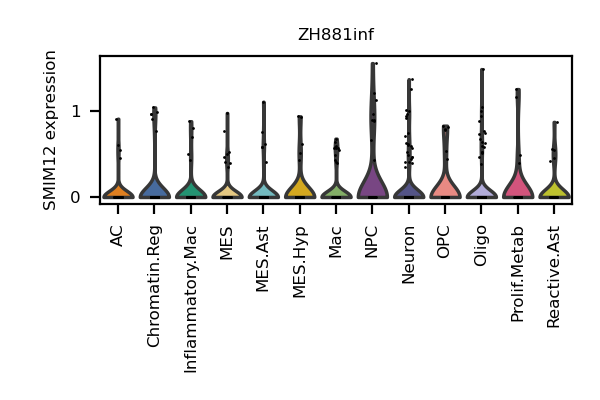 ZH881inf
SMIM12 expression
1
0
AC
Chromatin.Reg
Inflammatory.Mac
MES
MES.Ast
MES.Hyp
Mac
NPC
Neuron
OPC
Oligo
Prolif.Metab
Reactive.Ast